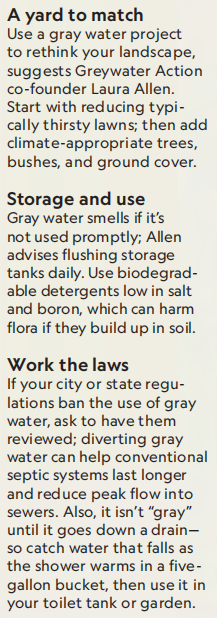 A yard to match
Use a gray water project
to rethink your landscape,
suggests Greywater Action
co-founder Laura Allen.
Start with reducing typi-
cally thirsty lawns; then add
climate-appropriate trees,
bushes, and ground cover.
Storage and use
Gray water smells if it's
not used promptly; Allen
advises flushing storage
tanks daily. Use biodegrad-
able detergents low in salt
and boron, which can harm
flora if they build up in soil.
Work the laws
If your city or state regu-
lations ban the use of gray
water, ask to have them
reviewed; diverting gray
water can help conventional
septic systems last longer
and reduce peak flow into
sewers. Also, it isn't “gray”
until it goes down a drain—
so catch water that falls as
the shower warms in a five-
gallon bucket, then use it in
your toilet tank or garden.